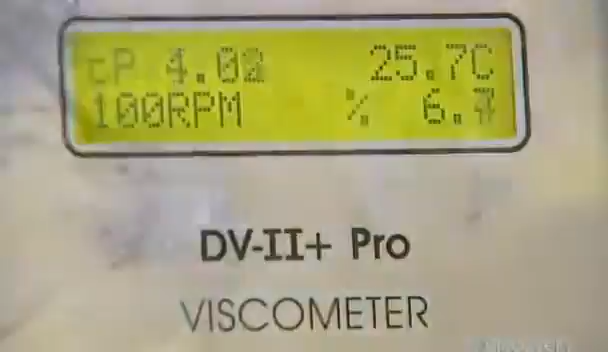 cP 4.02 25.7C
100RPM % 6.7
DV-II+ Pro
VISCOMETER